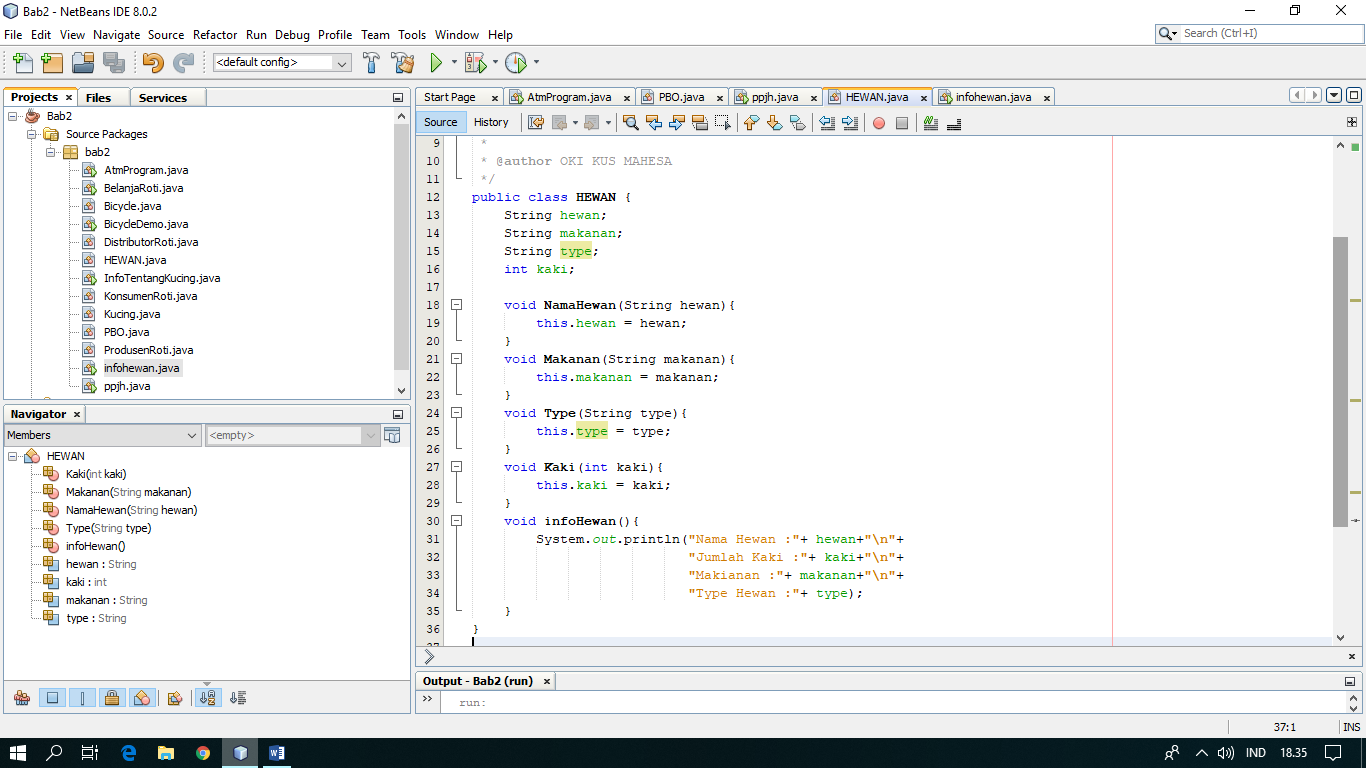 Bab2 - NetBeans IDE 8.0.2
File Edit View Navigate Source Refactor Run Debug Profile Team Tools Window Help
Search (Ctrl+I)
<default config>
Projects Files Services
Bab2
Source Packages
bab2
AtmProgram.java
BelanjaRoti.java
Bicycle.java
BicycleDemo.java
DistributorRoti.java
HEWAN.java
InfoTentangKucing.java
KonsumenRoti.java
Kucing.java
PBO.java
ProdusenRoti.java
infohewan.java
ppjh.java
Navigator
Members <empty>
HEWAN
Kaki(int kaki)
Makanan(String makanan)
NamaHewan(String hewan)
Type(String type)
infoHewan()
hewan : String
kaki : int
makanan : String
type : String
Start Page AtmProgram.java PBO.java ppjh.java HEWAN.java infohewan.java
Source History
9 *
10 * @author OKI KUS MAHESA
11 */
12 public class HEWAN {
13 String hewan;
14 String makanan;
15 String type;
16 int kaki;
17
18 void NamaHewan(String hewan){
19 this.hewan = hewan;
20 }
21 void Makanan(String makanan){
22 this.makanan = makanan;
23 }
24 void Type(String type){
25 this.type = type;
26 }
27 void Kaki(int kaki){
28 this.kaki = kaki;
29 }
30 void infoHewan(){
31 System.out.println("Nama Hewan :"+ hewan+"\n"+
32 "Jumlah Kaki :"+ kaki+"\n"+
33 "Makianan :"+ makanan+"\n"+
34 "Type Hewan :"+ type);
35 }
36 }
37
Output - Bab2 (run)
run:
37:1 INS
IND 18.35